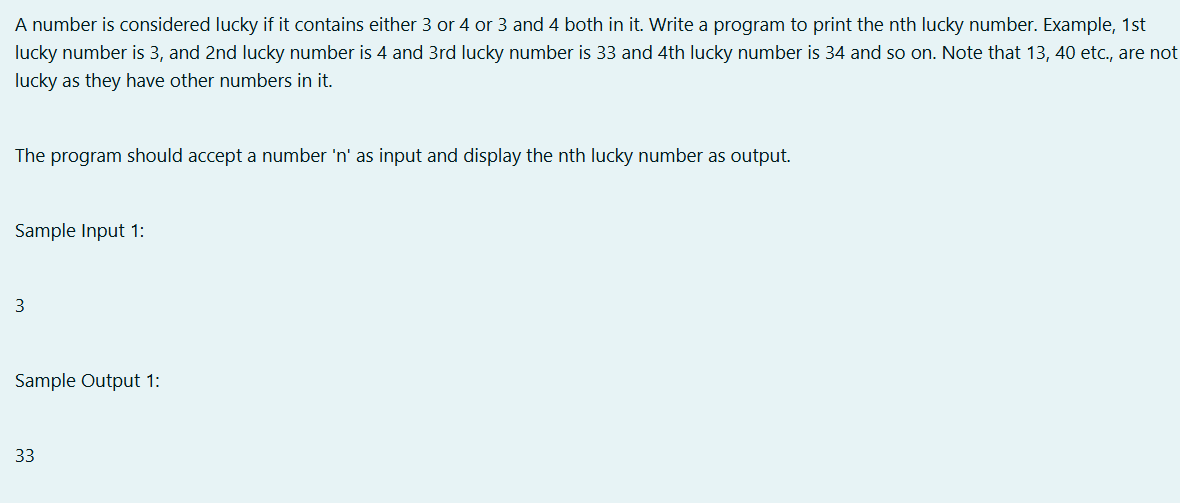 A number is considered lucky if it contains either 3 or 4 or 3 and 4 both in it. Write a program to print the nth lucky number. Example, 1st
lucky number is 3, and 2nd lucky number is 4 and 3rd lucky number is 33 and 4th lucky number is 34 and so on. Note that 13, 40 etc., are not
lucky as they have other numbers in it.
The program should accept a number 'n' as input and display the nth lucky number as output.
Sample Input 1:
3
Sample Output 1:
33